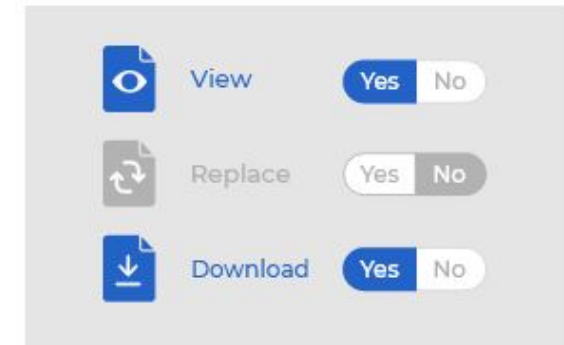 View Yes No
Replace Yes No
Download Yes No